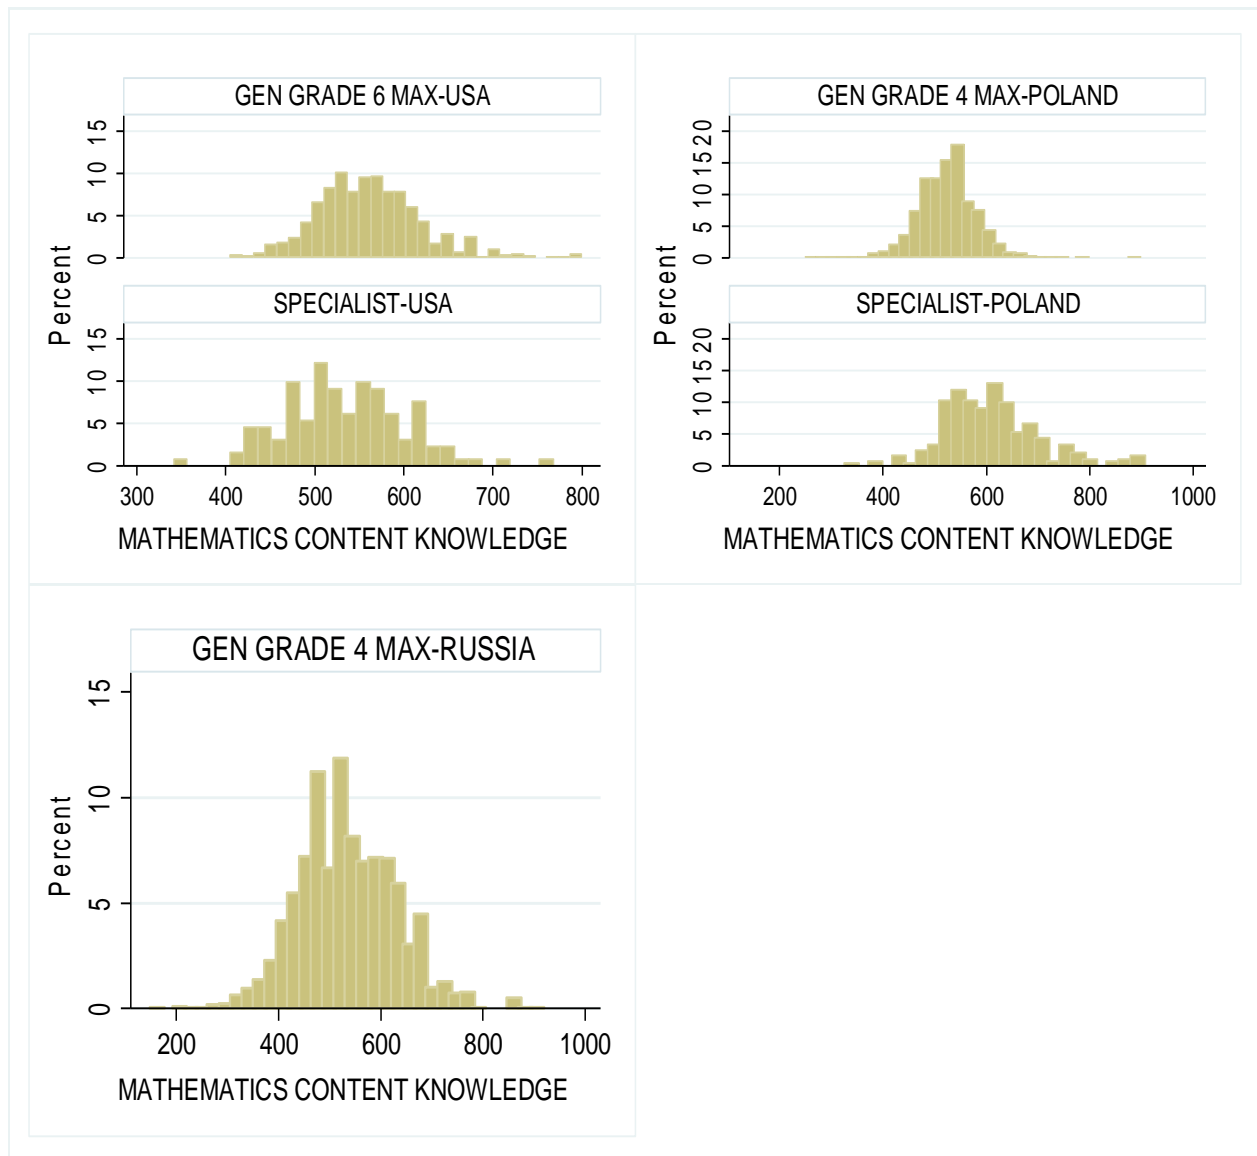 GEN GRADE 6 MAX-USA
15
10
5
0
SPECIALIST-USA
15
10
5
0
Percent
300 400 500 600 700 800
MATHEMATICS CONTENT KNOWLEDGE
GEN GRADE 4 MAX-POLAND
20
15
10
5
0
SPECIALIST-POLAND
20
15
10
5
0
Percent
200 400 600 800 1000
MATHEMATICS CONTENT KNOWLEDGE
GEN GRADE 4 MAX-RUSSIA
15
10
5
0
Percent
200 400 600 800 1000
MATHEMATICS CONTENT KNOWLEDGE